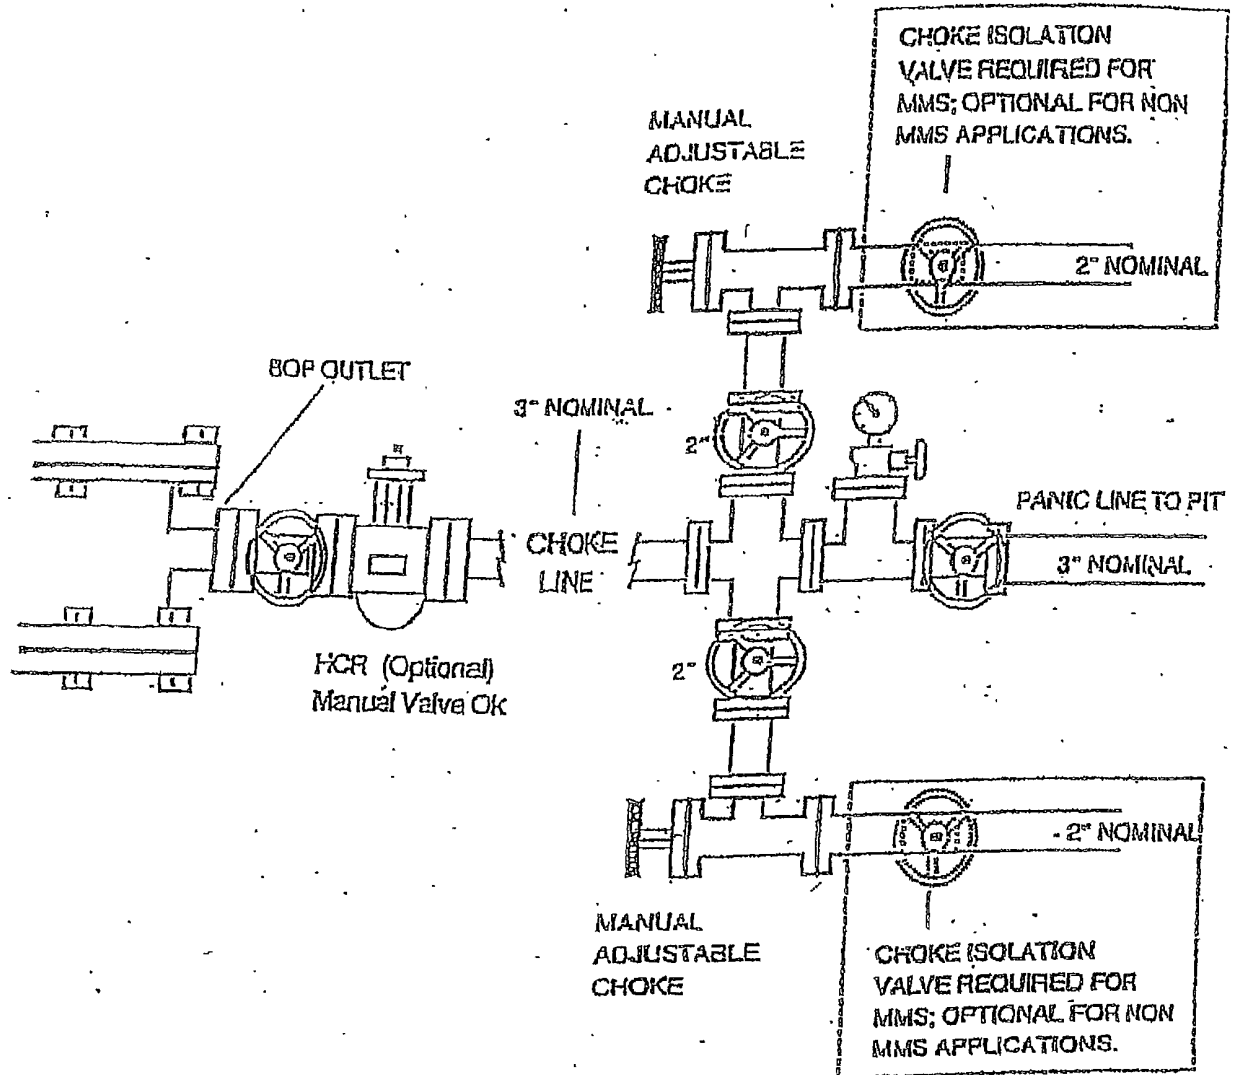 CHOKE ISOLATION
VALVE REQUIRED FOR
MMS; OPTIONAL FOR NON
MMS APPLICATIONS.
MANUAL
ADJUSTABLE
CHOKE
2" NOMINAL
BOP OUTLET
3" NOMINAL
2"
PANIC LINE TO PIT
CHOKE
LINE
3" NOMINAL
HCR (Optional)
Manual Valve OK
2"
2" NOMINAL
MANUAL
ADJUSTABLE
CHOKE
CHOKE ISOLATION
VALVE REQUIRED FOR
MMS; OPTIONAL FOR NON
MMS APPLICATIONS.